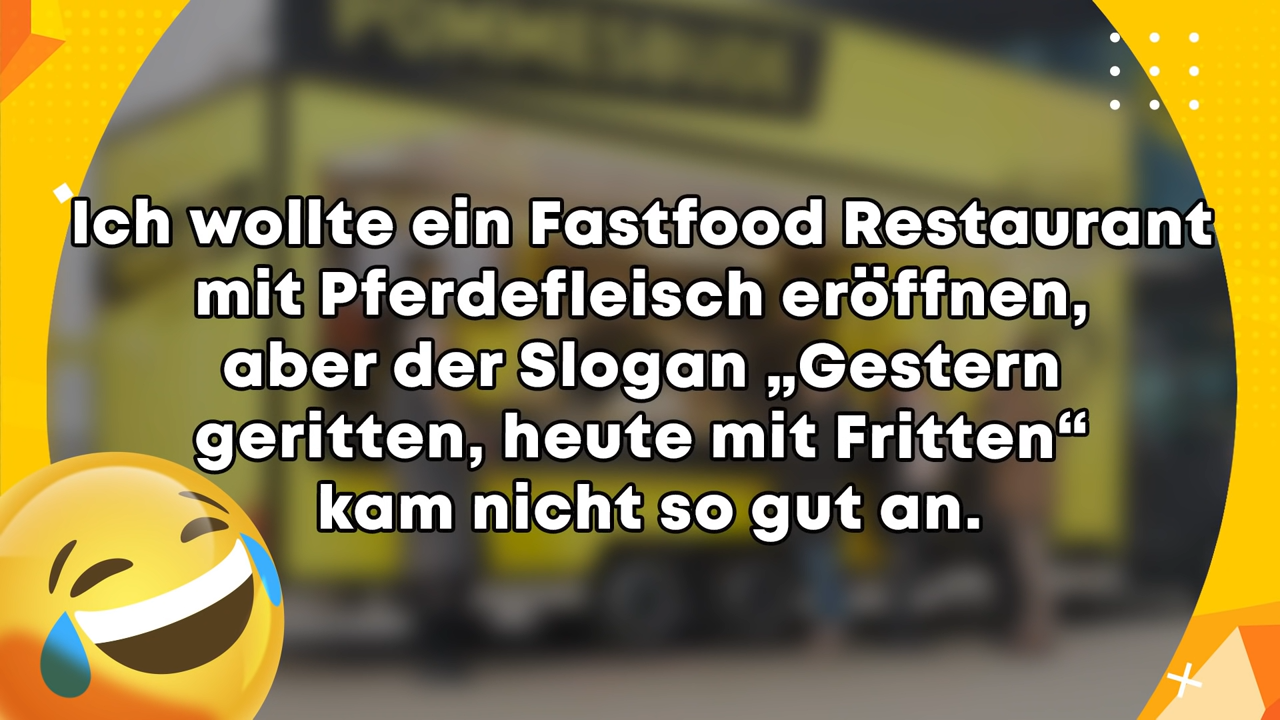 Ich wollte ein Fastfood Restaurant
mit Pferdefleisch eröffnen,
aber der Slogan „Gestern
geritten, heute mit Fritten“
kam nicht so gut an.